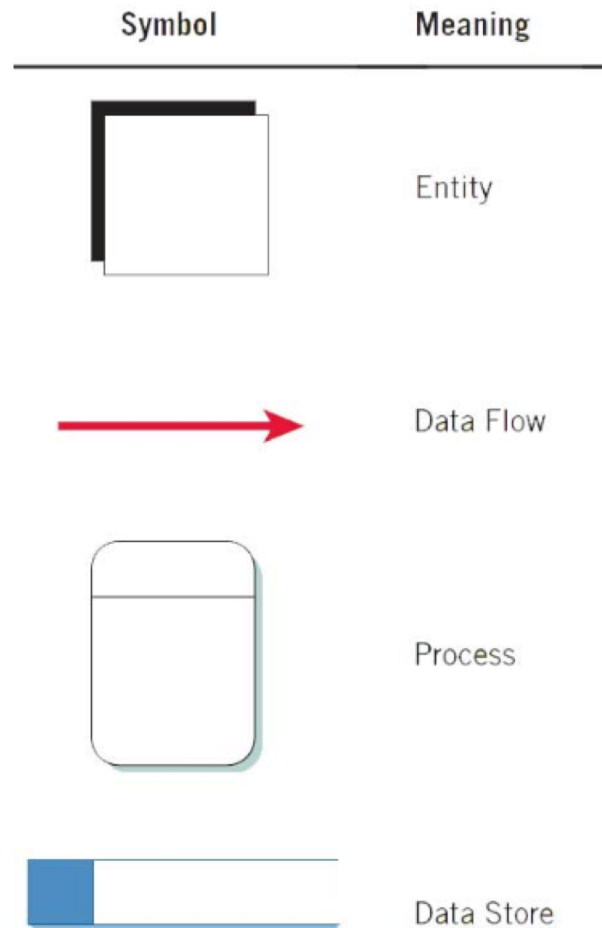 Symbol Meaning
Entity
Data Flow
Process
Data Store